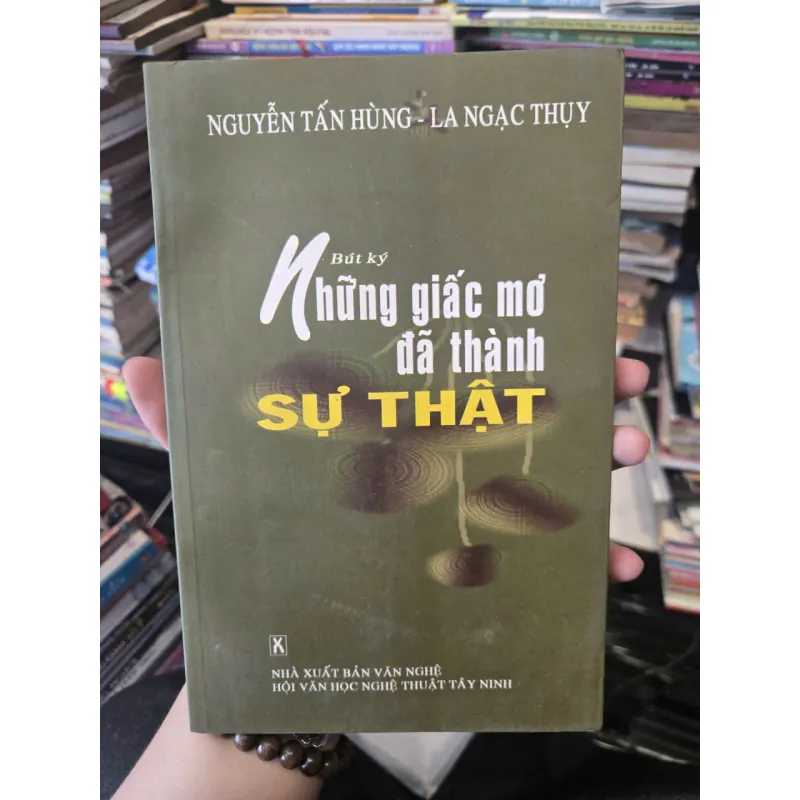 NGUYỄN TẤN HÙNG - LA NGẠC THỤY
Bút ký
Những giấc mơ
đã thành
SỰ THẬT
NHÀ XUẤT BẢN VĂN NGHỆ
HỘI VĂN HỌC NGHỆ THUẬT TÂY NINH